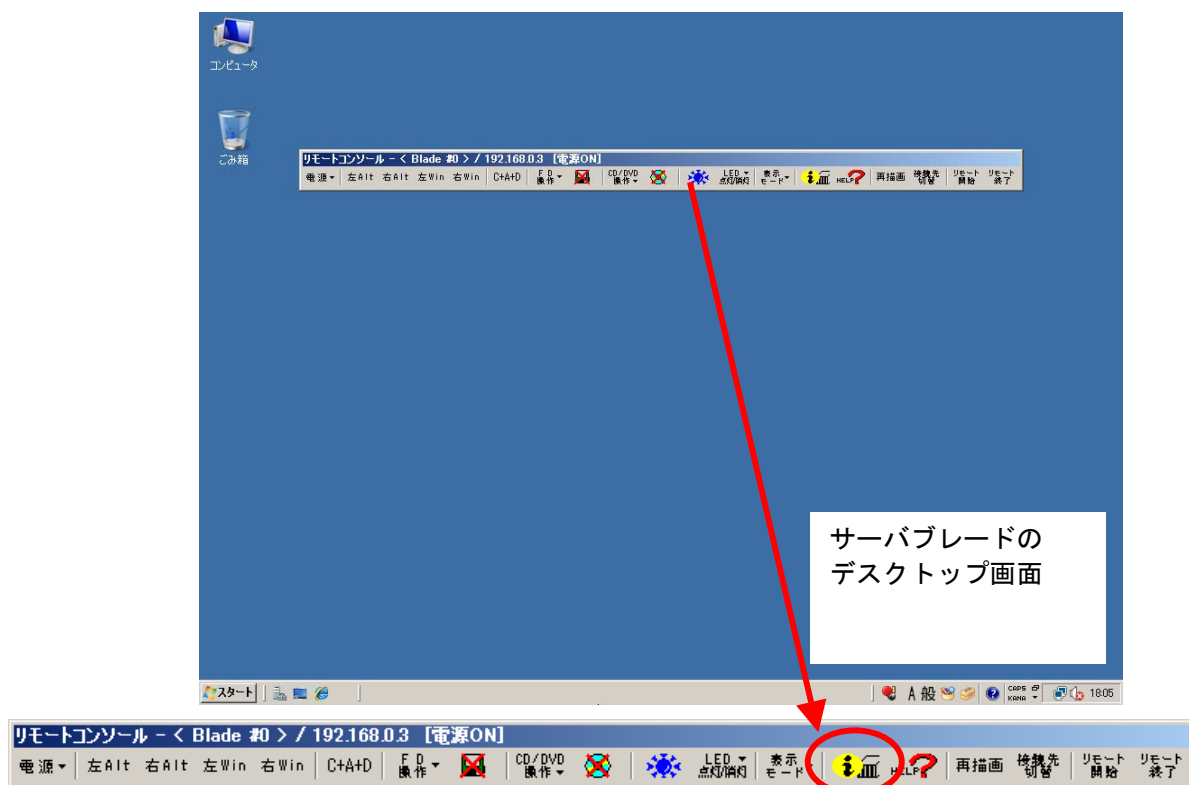 コンピュータ
ごみ箱
リモートコンソール - < Blade #0 > / 192.168.0.3 [電源ON]
電源 左Alt 右Alt 左Win 右Win C+A+D FD操作 CD/DVD操作 LED点灯/消灯 表示モード i HELP? 再描画 接続先切替 リモート開始 リモート終了
サーバブレードの
デスクトップ画面
スタート A 般 CAPS KANA 18:05
リモートコンソール - < Blade #0 > / 192.168.0.3 [電源ON]
電源 左Alt 右Alt 左Win 右Win C+A+D FD操作 CD/DVD操作 LED点灯/消灯 表示モード i HELP? 再描画 接続先切替 リモート開始 リモート終了